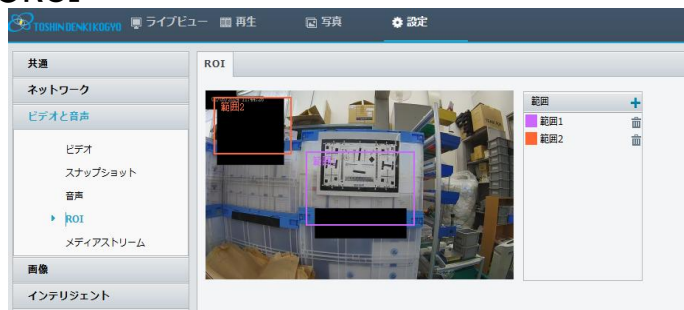 ROI
TOSHIN DENKI KOGYO ライブビュー 再生 写真 設定
共通
ネットワーク
ビデオと音声
ビデオ
スナップショット
音声
ROI
メディアストリーム
画像
インテリジェント
ROI
範囲2
範囲
範囲1
範囲2